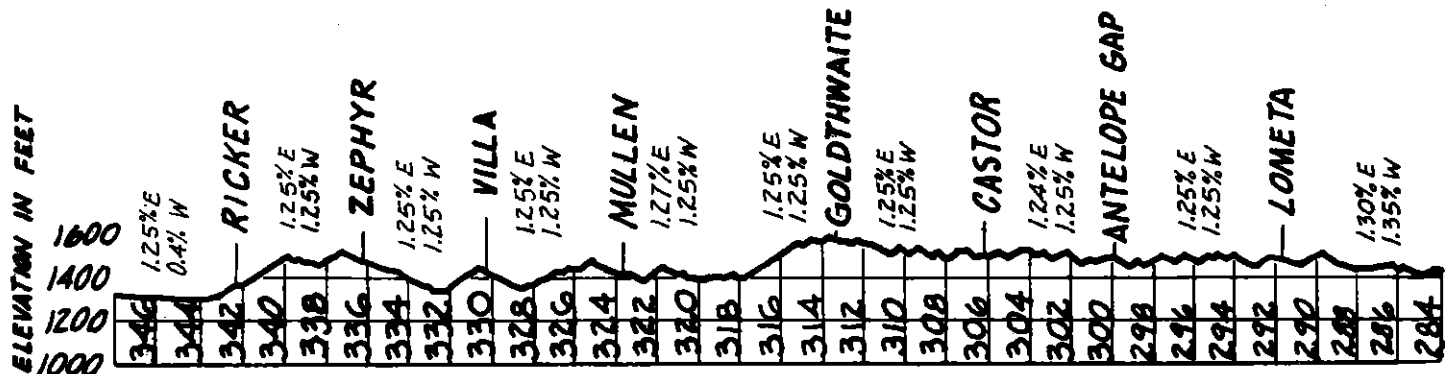 ELEVATION IN FEET
1600
1400
1200
1000
1.25% E
0.4% W
RICKER
1.25% E
1.25% W
ZEPHYR
1.25% E
1.25% W
VILLA
1.25% E
1.25% W
MULLEN
1.27% E
1.25% W
1.25% E
1.25% W
GOLDTHWAITE
1.25% E
1.25% W
CASTOR
1.24% E
1.25% W
ANTELOPE GAP
1.25% E
1.25% W
LOMETA
1.30% E
1.35% W
346 344 342 340 338 336 334 332 330 328 326 324 322 320 318 316 314 312 310 308 306 304 302 300 298 296 294 292 290 288 286 284